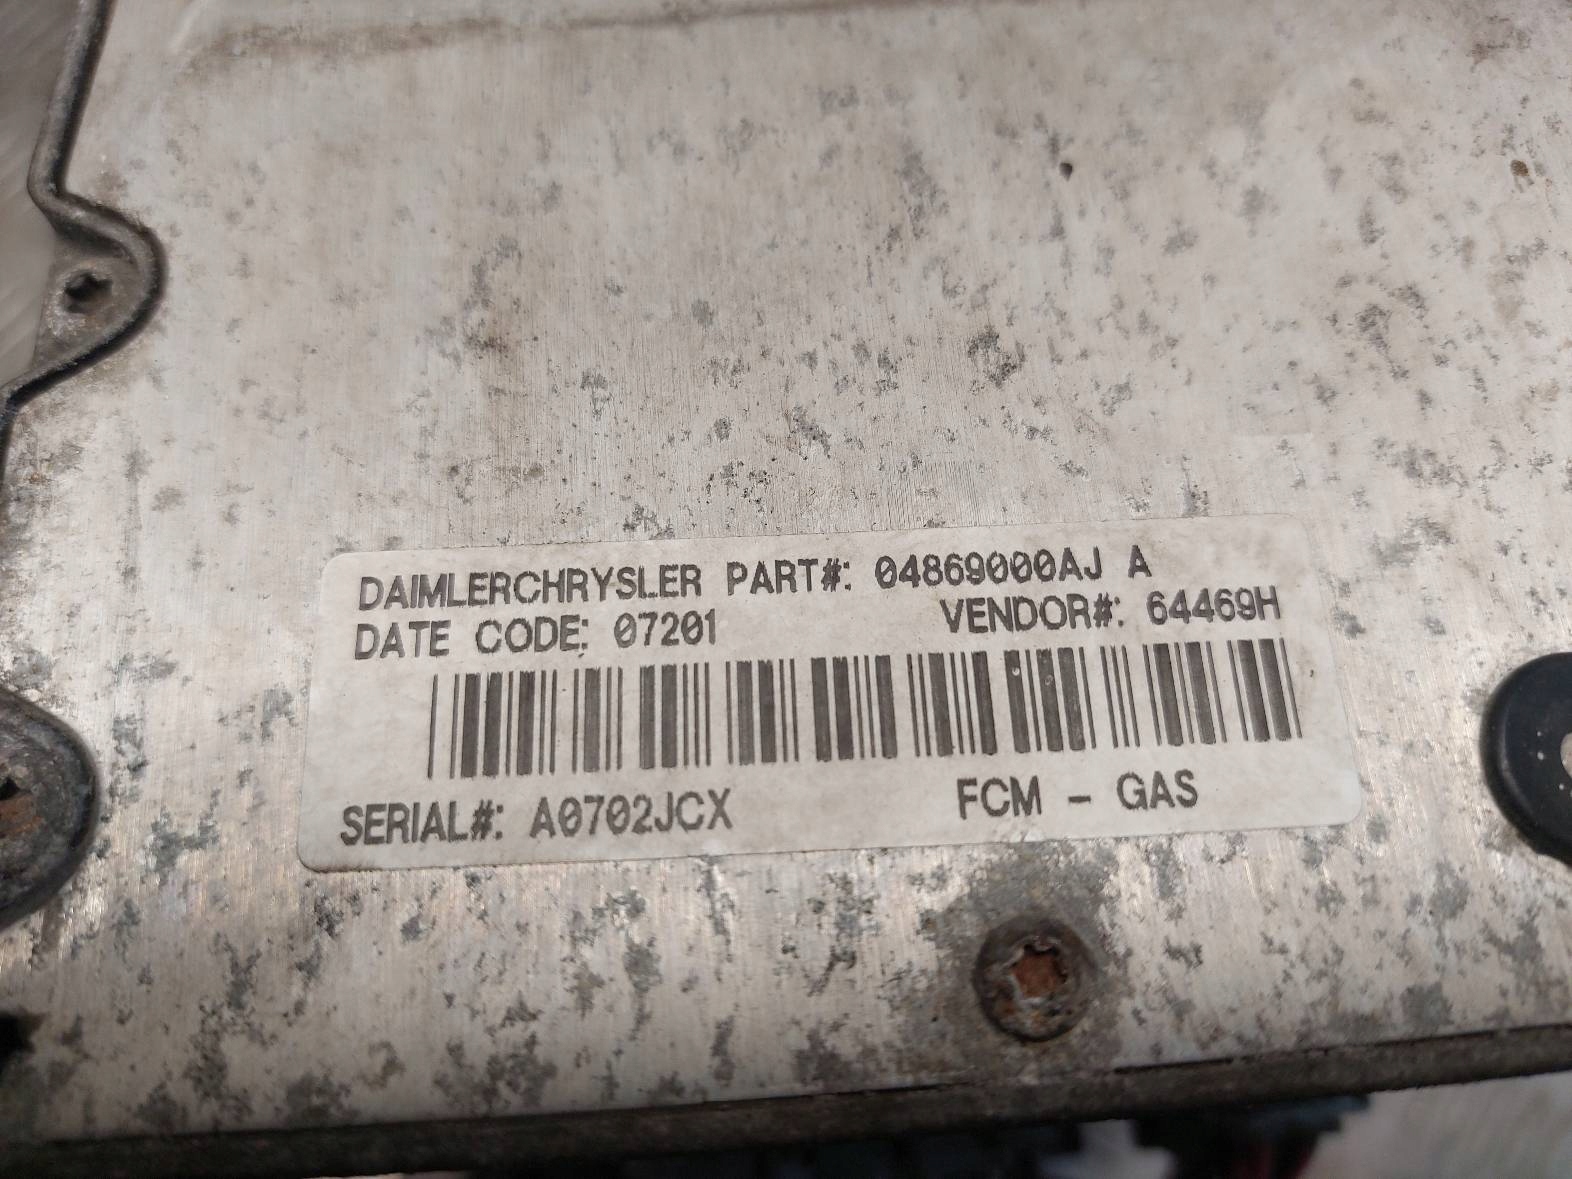 DAIMLERCHRYSLER PART#: 04869000AJ A
DATE CODE: 07201 VENDOR#: 64469H
SERIAL#: A0702JCX FCM - GAS